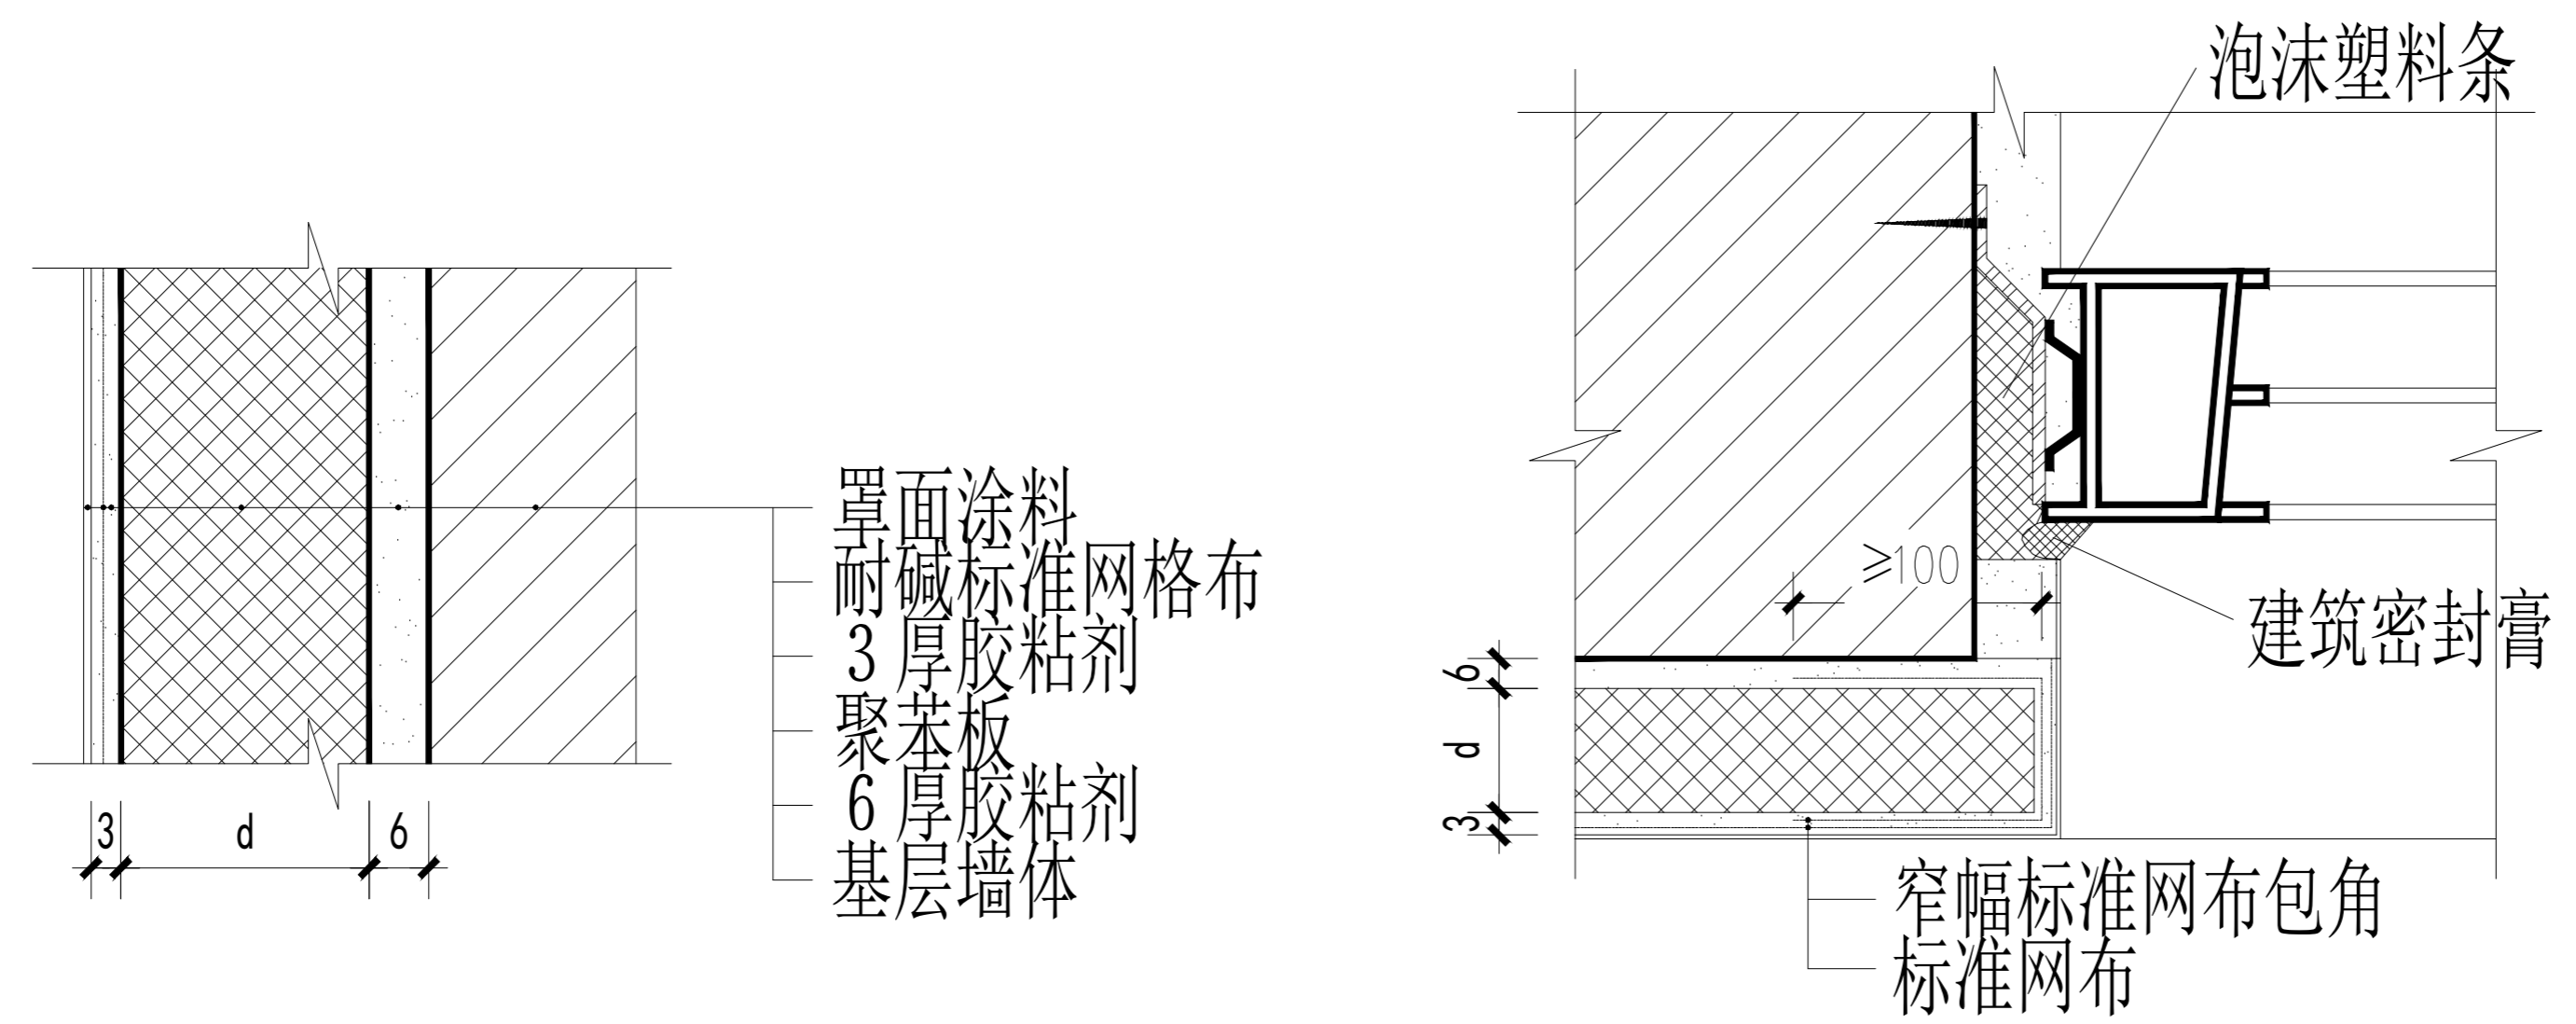 罩面涂料
耐碱标准网格布
3厚胶粘剂
聚苯板
6厚胶粘剂
基层墙体
3
d
6
泡沫塑料条
≥100
建筑密封膏
6
d
3
窄幅标准网布包角
标准网布